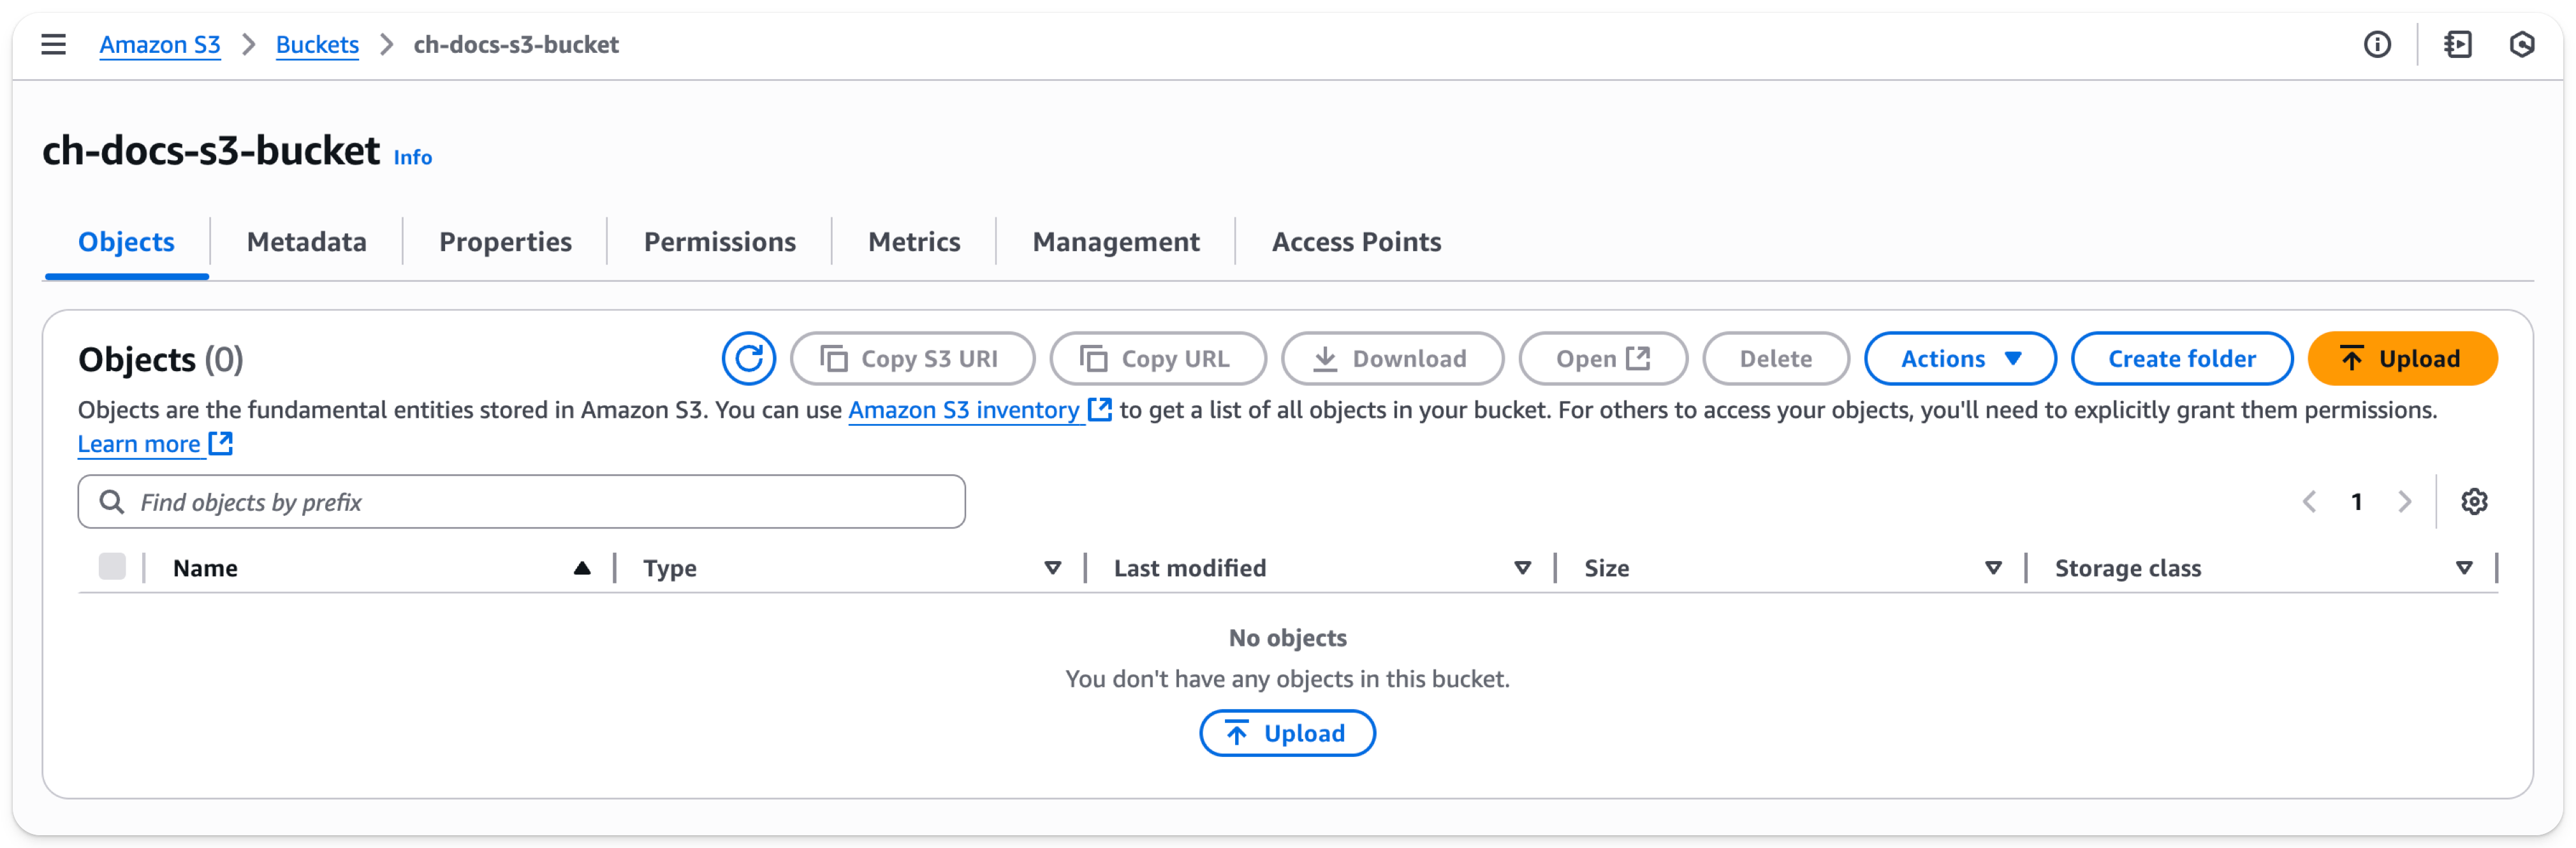 Amazon S3 > Buckets > ch-docs-s3-bucket
ch-docs-s3-bucket Info
Objects Metadata Properties Permissions Metrics Management Access Points
Objects (0) Copy S3 URI Copy URL Download Open Delete Actions Create folder Upload
Objects are the fundamental entities stored in Amazon S3. You can use Amazon S3 inventory to get a list of all objects in your bucket. For others to access your objects, you'll need to explicitly grant them permissions.
Learn more
Find objects by prefix 1
Name Type Last modified Size Storage class
No objects
You don't have any objects in this bucket.
Upload